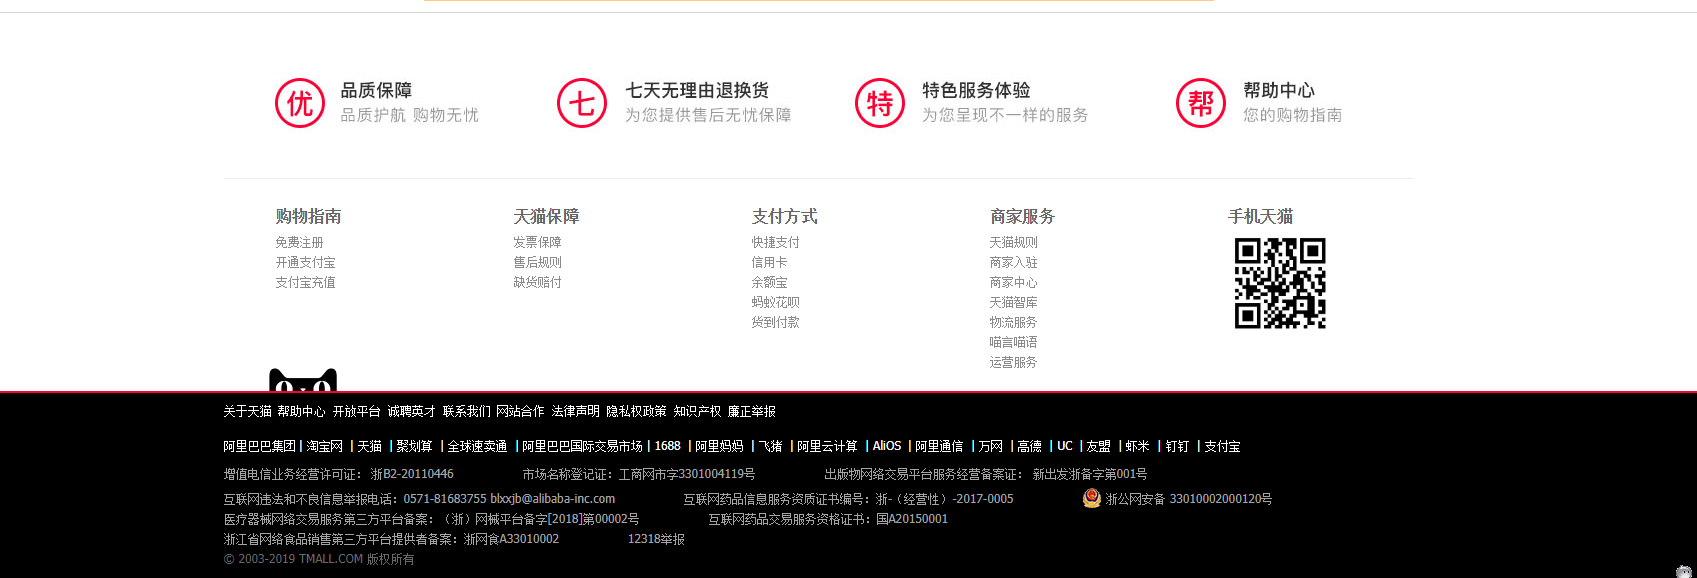 优 品质保障 七 七天无理由退换货 特 特色服务体验 帮 帮助中心
品质护航 购物无忧 为您提供售后无忧保障 为您呈现不一样的服务 您的购物指南
购物指南 天猫保障 支付方式 商家服务 手机天猫
免费注册 发票保障 快捷支付 天猫规则
开通支付宝 售后规则 信用卡 商家入驻
支付宝充值 缺货赔付 余额宝 商家中心
蚂蚁花呗 天猫智库
货到付款 物流服务
喵言喵语
运营服务
关于天猫 帮助中心 开放平台 诚聘英才 联系我们 网站合作 法律声明 隐私权政策 知识产权 廉正举报
阿里巴巴集团 | 淘宝网 | 天猫 | 聚划算 | 全球速卖通 | 阿里巴巴国际交易市场 | 1688 | 阿里妈妈 | 飞猪 | 阿里云计算 | AliOS | 阿里通信 | 万网 | 高德 | UC | 友盟 | 虾米 | 钉钉 | 支付宝
增值电信业务经营许可证： 浙B2-20110446 市场名称登记证：工商网市字3301004119号 出版物网络交易平台服务经营备案证： 新出发浙备字第001号
互联网违法和不良信息举报电话：0571-81683755 blxxjb@alibaba-inc.com 互联网药品信息服务资质证书编号：浙-（经营性）-2017-0005 浙公网安备 33010002000120号
医疗器械网络交易服务第三方平台备案：（浙）网械平台备字[2018]第00002号 互联网药品交易服务资格证书：国A20150001
浙江省网络食品销售第三方平台提供者备案：浙网食A33010002 12318举报
© 2003-2019 TMALL.COM 版权所有